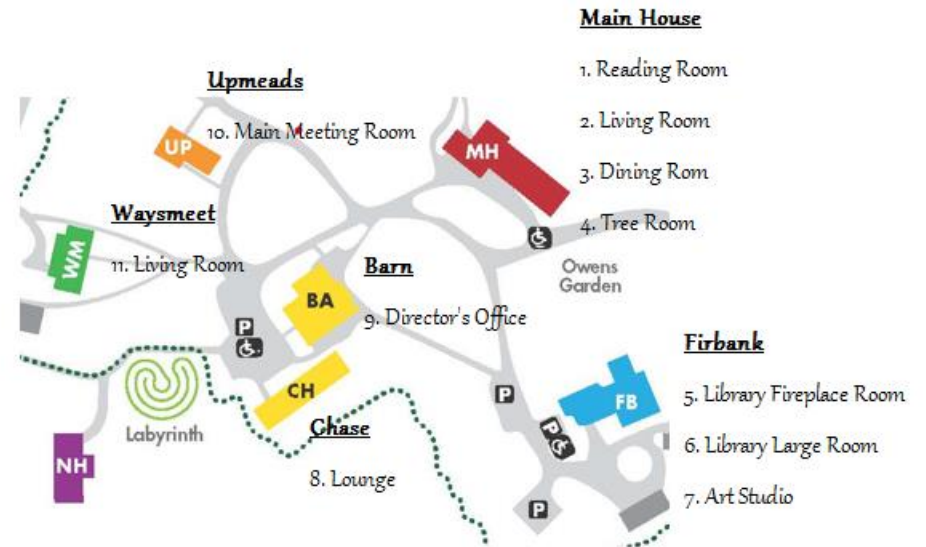 Main House
1. Reading Room
2. Living Room
3. Dining Rom
4. Tree Room
Upmeads
10. Main Meeting Room
UP
MH
Waysmeet
11. Living Room
WM
Barn
9. Director's Office
BA
Owens
Garden
P
CH
Chase
8. Lounge
Labyrinth
NH
Firbank
5. Library Fireplace Room
6. Library Large Room
7. Art Studio
FB
P
P
P